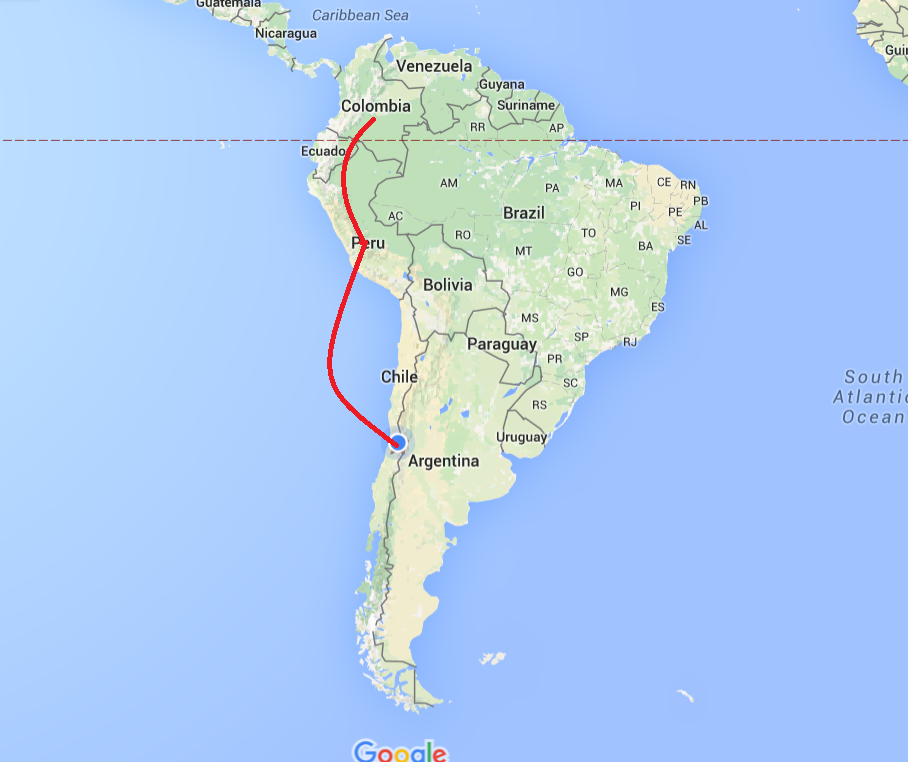 Guatemala
Caribbean Sea
Nicaragua
Venezuela
Guyana
Colombia
Suriname
RR
AP
Ecuado
AM
PA
MA
CE
RN
PI
PB
PE
AC
Brazil
AL
TO
RO
SE
Peru
MT
BA
GO
Bolivia
MG
ES
MS
SP
RJ
Paraguay
PR
Chile
SC
South
Atlantic
Ocean
RS
Uruguay
Argentina
Google